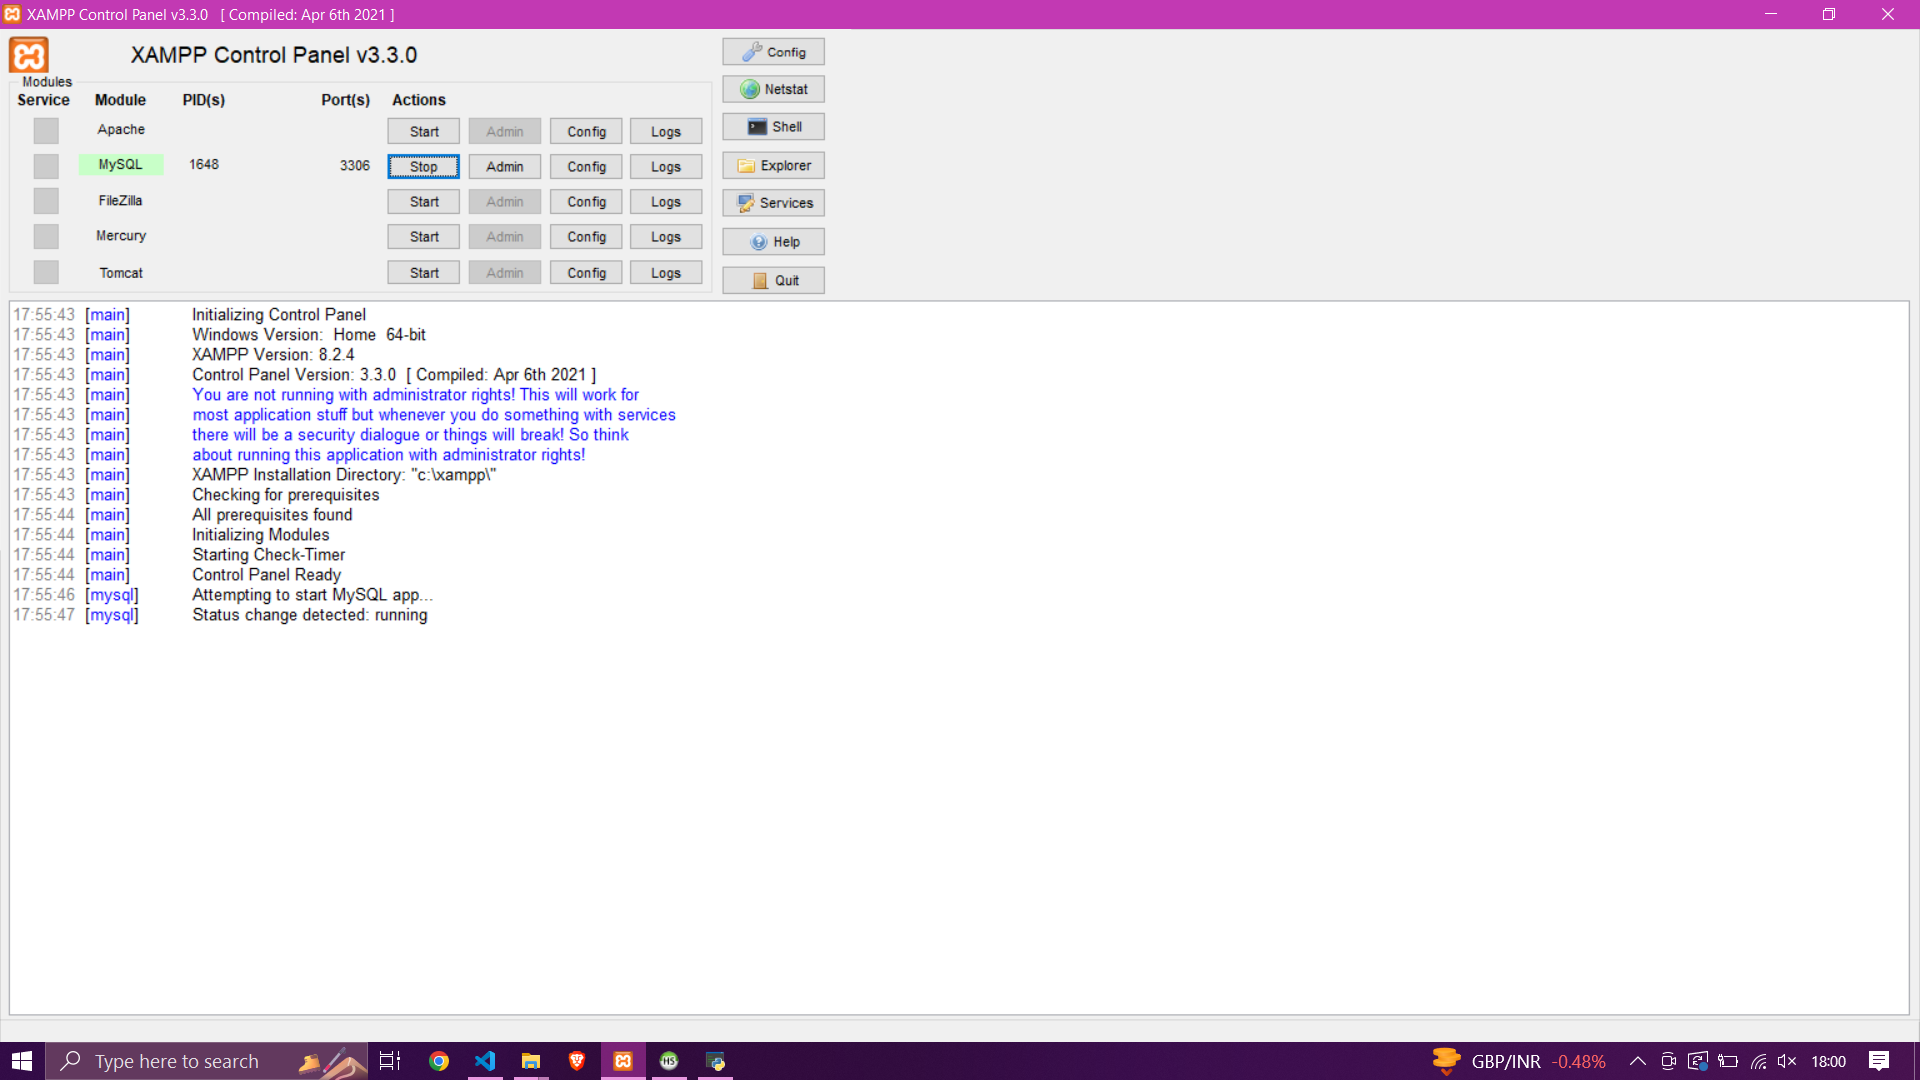 XAMPP Control Panel v3.3.0 [ Compiled: Apr 6th 2021 ]
XAMPP Control Panel v3.3.0
Modules
Service Module PID(s) Port(s) Actions
Apache Start Admin Config Logs
MySQL 1648 3306 Stop Admin Config Logs
FileZilla Start Admin Config Logs
Mercury Start Admin Config Logs
Tomcat Start Admin Config Logs
Config
Netstat
Shell
Explorer
Services
Help
Quit
17:55:43 [main] Initializing Control Panel
17:55:43 [main] Windows Version: Home 64-bit
17:55:43 [main] XAMPP Version: 8.2.4
17:55:43 [main] Control Panel Version: 3.3.0 [ Compiled: Apr 6th 2021 ]
17:55:43 [main] You are not running with administrator rights! This will work for
17:55:43 [main] most application stuff but whenever you do something with services
17:55:43 [main] there will be a security dialogue or things will break! So think
17:55:43 [main] about running this application with administrator rights!
17:55:43 [main] XAMPP Installation Directory: "c:\xampp\"
17:55:43 [main] Checking for prerequisites
17:55:44 [main] All prerequisites found
17:55:44 [main] Initializing Modules
17:55:44 [main] Starting Check-Timer
17:55:44 [main] Control Panel Ready
17:55:46 [mysql] Attempting to start MySQL app...
17:55:47 [mysql] Status change detected: running
Type here to search
HS
GBP/INR -0.48%
18:00